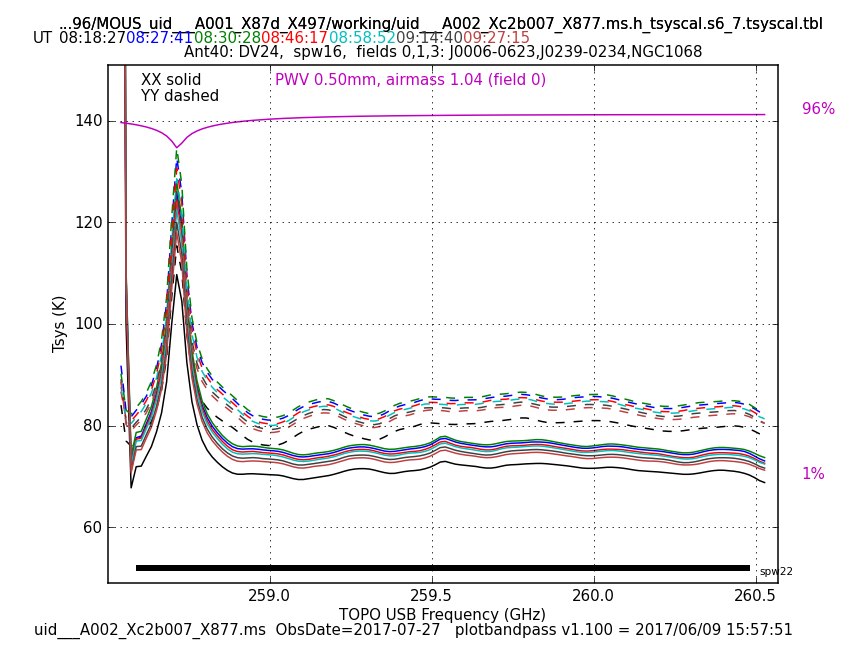 ...96/MOUS_uid___A001_X87d_X497/working/uid___A002_Xc2b007_X877.ms.h_tsyscal.s6_7.tsyscal.tbl
UT 08:18:27 08:27:41 08:30:28 08:46:17 08:58:52 09:14:40 09:27:15
Ant40: DV24, spw16, fields 0,1,3: J0006-0623,J0239-0234,NGC1068
XX solid
YY dashed
PWV 0.50mm, airmass 1.04 (field 0)
96%
140
120
100
80
60
Tsys (K)
1%
spw22
259.0 259.5 260.0 260.5
TOPO USB Frequency (GHz)
uid___A002_Xc2b007_X877.ms ObsDate=2017-07-27 plotbandpass v1.100 = 2017/06/09 15:57:51